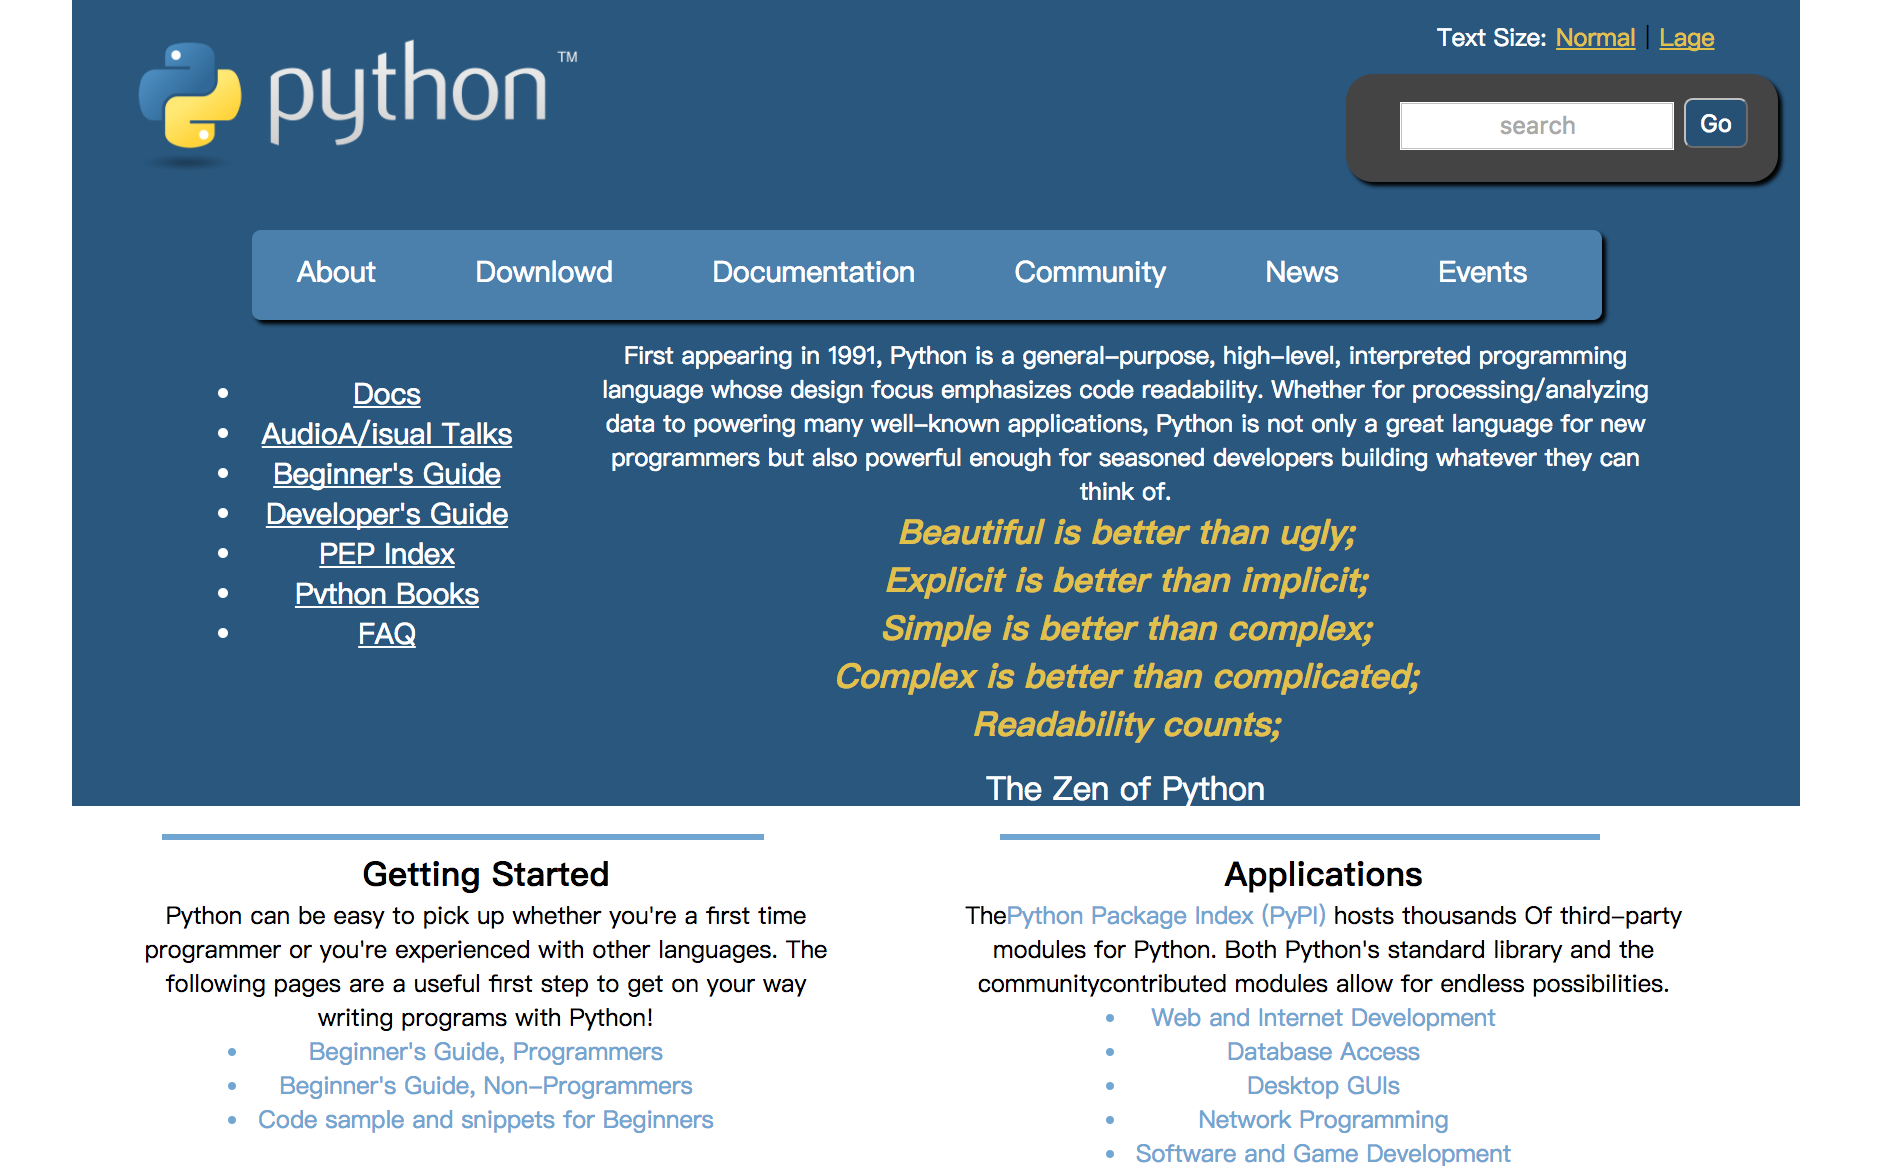 python™
Text Size: Normal | Lage
search
Go
About Downlowd Documentation Community News Events
Docs
AudioA/isual Talks
Beginner's Guide
Developer's Guide
PEP Index
Pvthon Books
FAQ
First appearing in 1991, Python is a general-purpose, high-level, interpreted programming
language whose design focus emphasizes code readability. Whether for processing/analyzing
data to powering many well-known applications, Python is not only a great language for new
programmers but also powerful enough for seasoned developers building whatever they can
think of.
Beautiful is better than ugly;
Explicit is better than implicit;
Simple is better than complex;
Complex is better than complicated;
Readability counts;
The Zen of Python
Getting Started
Python can be easy to pick up whether you're a first time
programmer or you're experienced with other languages. The
following pages are a useful first step to get on your way
writing programs with Python!
Beginner's Guide, Programmers
Beginner's Guide, Non-Programmers
Code sample and snippets for Beginners
Applications
ThePython Package Index (PyPI) hosts thousands Of third-party
modules for Python. Both Python's standard library and the
communitycontributed modules allow for endless possibilities.
Web and Internet Development
Database Access
Desktop GUIs
Network Programming
Software and Game Development